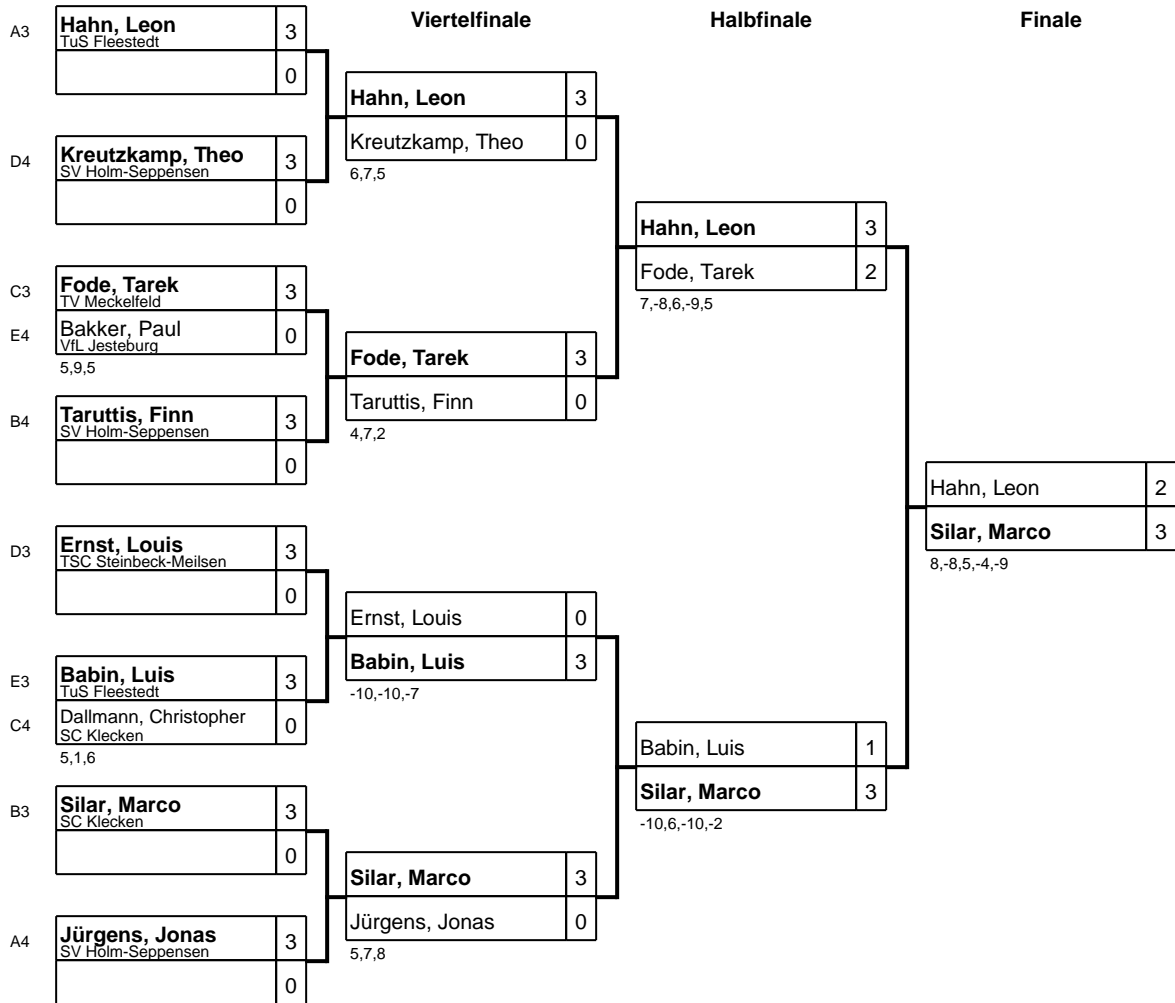 Viertelfinale
Halbfinale
Finale
A3
Hahn, Leon
3
TuS Fleestedt
0
D4
Kreutzkamp, Theo
3
SV Holm-Seppensen
0
C3
Fode, Tarek
3
TV Meckelfeld
E4
Bakker, Paul
0
VfL Jesteburg
5,9,5
B4
Taruttis, Finn
3
SV Holm-Seppensen
0
D3
Ernst, Louis
3
TSC Steinbeck-Meilsen
0
E3
Babin, Luis
3
TuS Fleestedt
C4
Dallmann, Christopher
0
SC Klecken
5,1,6
B3
Silar, Marco
3
SC Klecken
0
A4
Jürgens, Jonas
3
SV Holm-Seppensen
0
Hahn, Leon
3
Kreutzkamp, Theo
0
6,7,5
Fode, Tarek
3
Taruttis, Finn
0
4,7,2
Ernst, Louis
0
Babin, Luis
3
-10,-10,-7
Silar, Marco
3
Jürgens, Jonas
0
5,7,8
Hahn, Leon
3
Fode, Tarek
2
7,-8,6,-9,5
Babin, Luis
1
Silar, Marco
3
-10,6,-10,-2
Hahn, Leon
2
Silar, Marco
3
8,-8,5,-4,-9